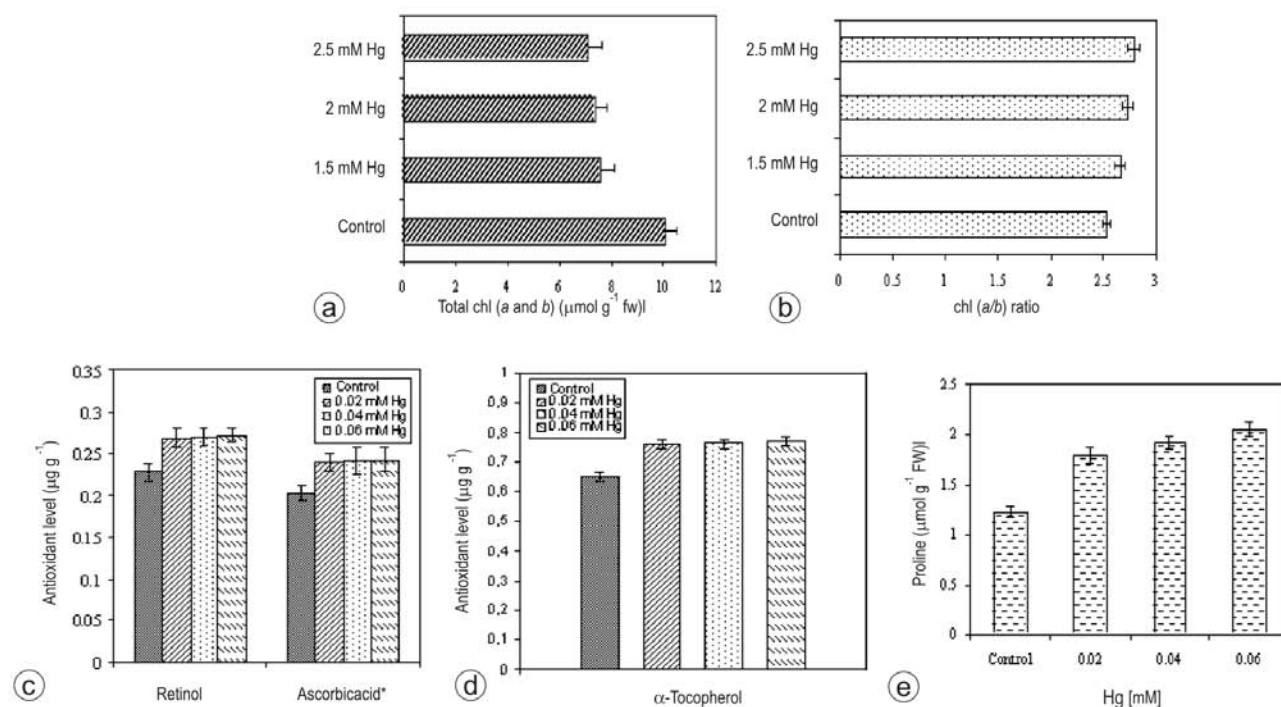 2.5 mM Hg
2 mM Hg
1.5 mM Hg
Control
0 2 4 6 8 10 12
Total chl (a and b) (μmol g⁻¹ fw)l
a
2.5 mM Hg
2 mM Hg
1.5 mM Hg
Control
0 0.5 1 1.5 2 2.5 3
chl (a/b) ratio
b
Antioxidant level (μg g⁻¹)
0.35
0.3
0.25
0.2
0.15
0.1
0.05
0
Control
0.02 mM Hg
0.04 mM Hg
0.06 mM Hg
Retinol Ascorbicacid*
c
Antioxidant level (μg g⁻¹)
1
0,9
0,8
0,7
0,6
0,5
0,4
0,3
0,2
0,1
0
Control
0.02 mM Hg
0.04 mM Hg
0.06 mM Hg
α-Tocopherol
d
Proline (μmol g⁻¹ FW)l
2.5
2
1.5
1
0.5
0
Control 0.02 0.04 0.06
Hg [mM]
e